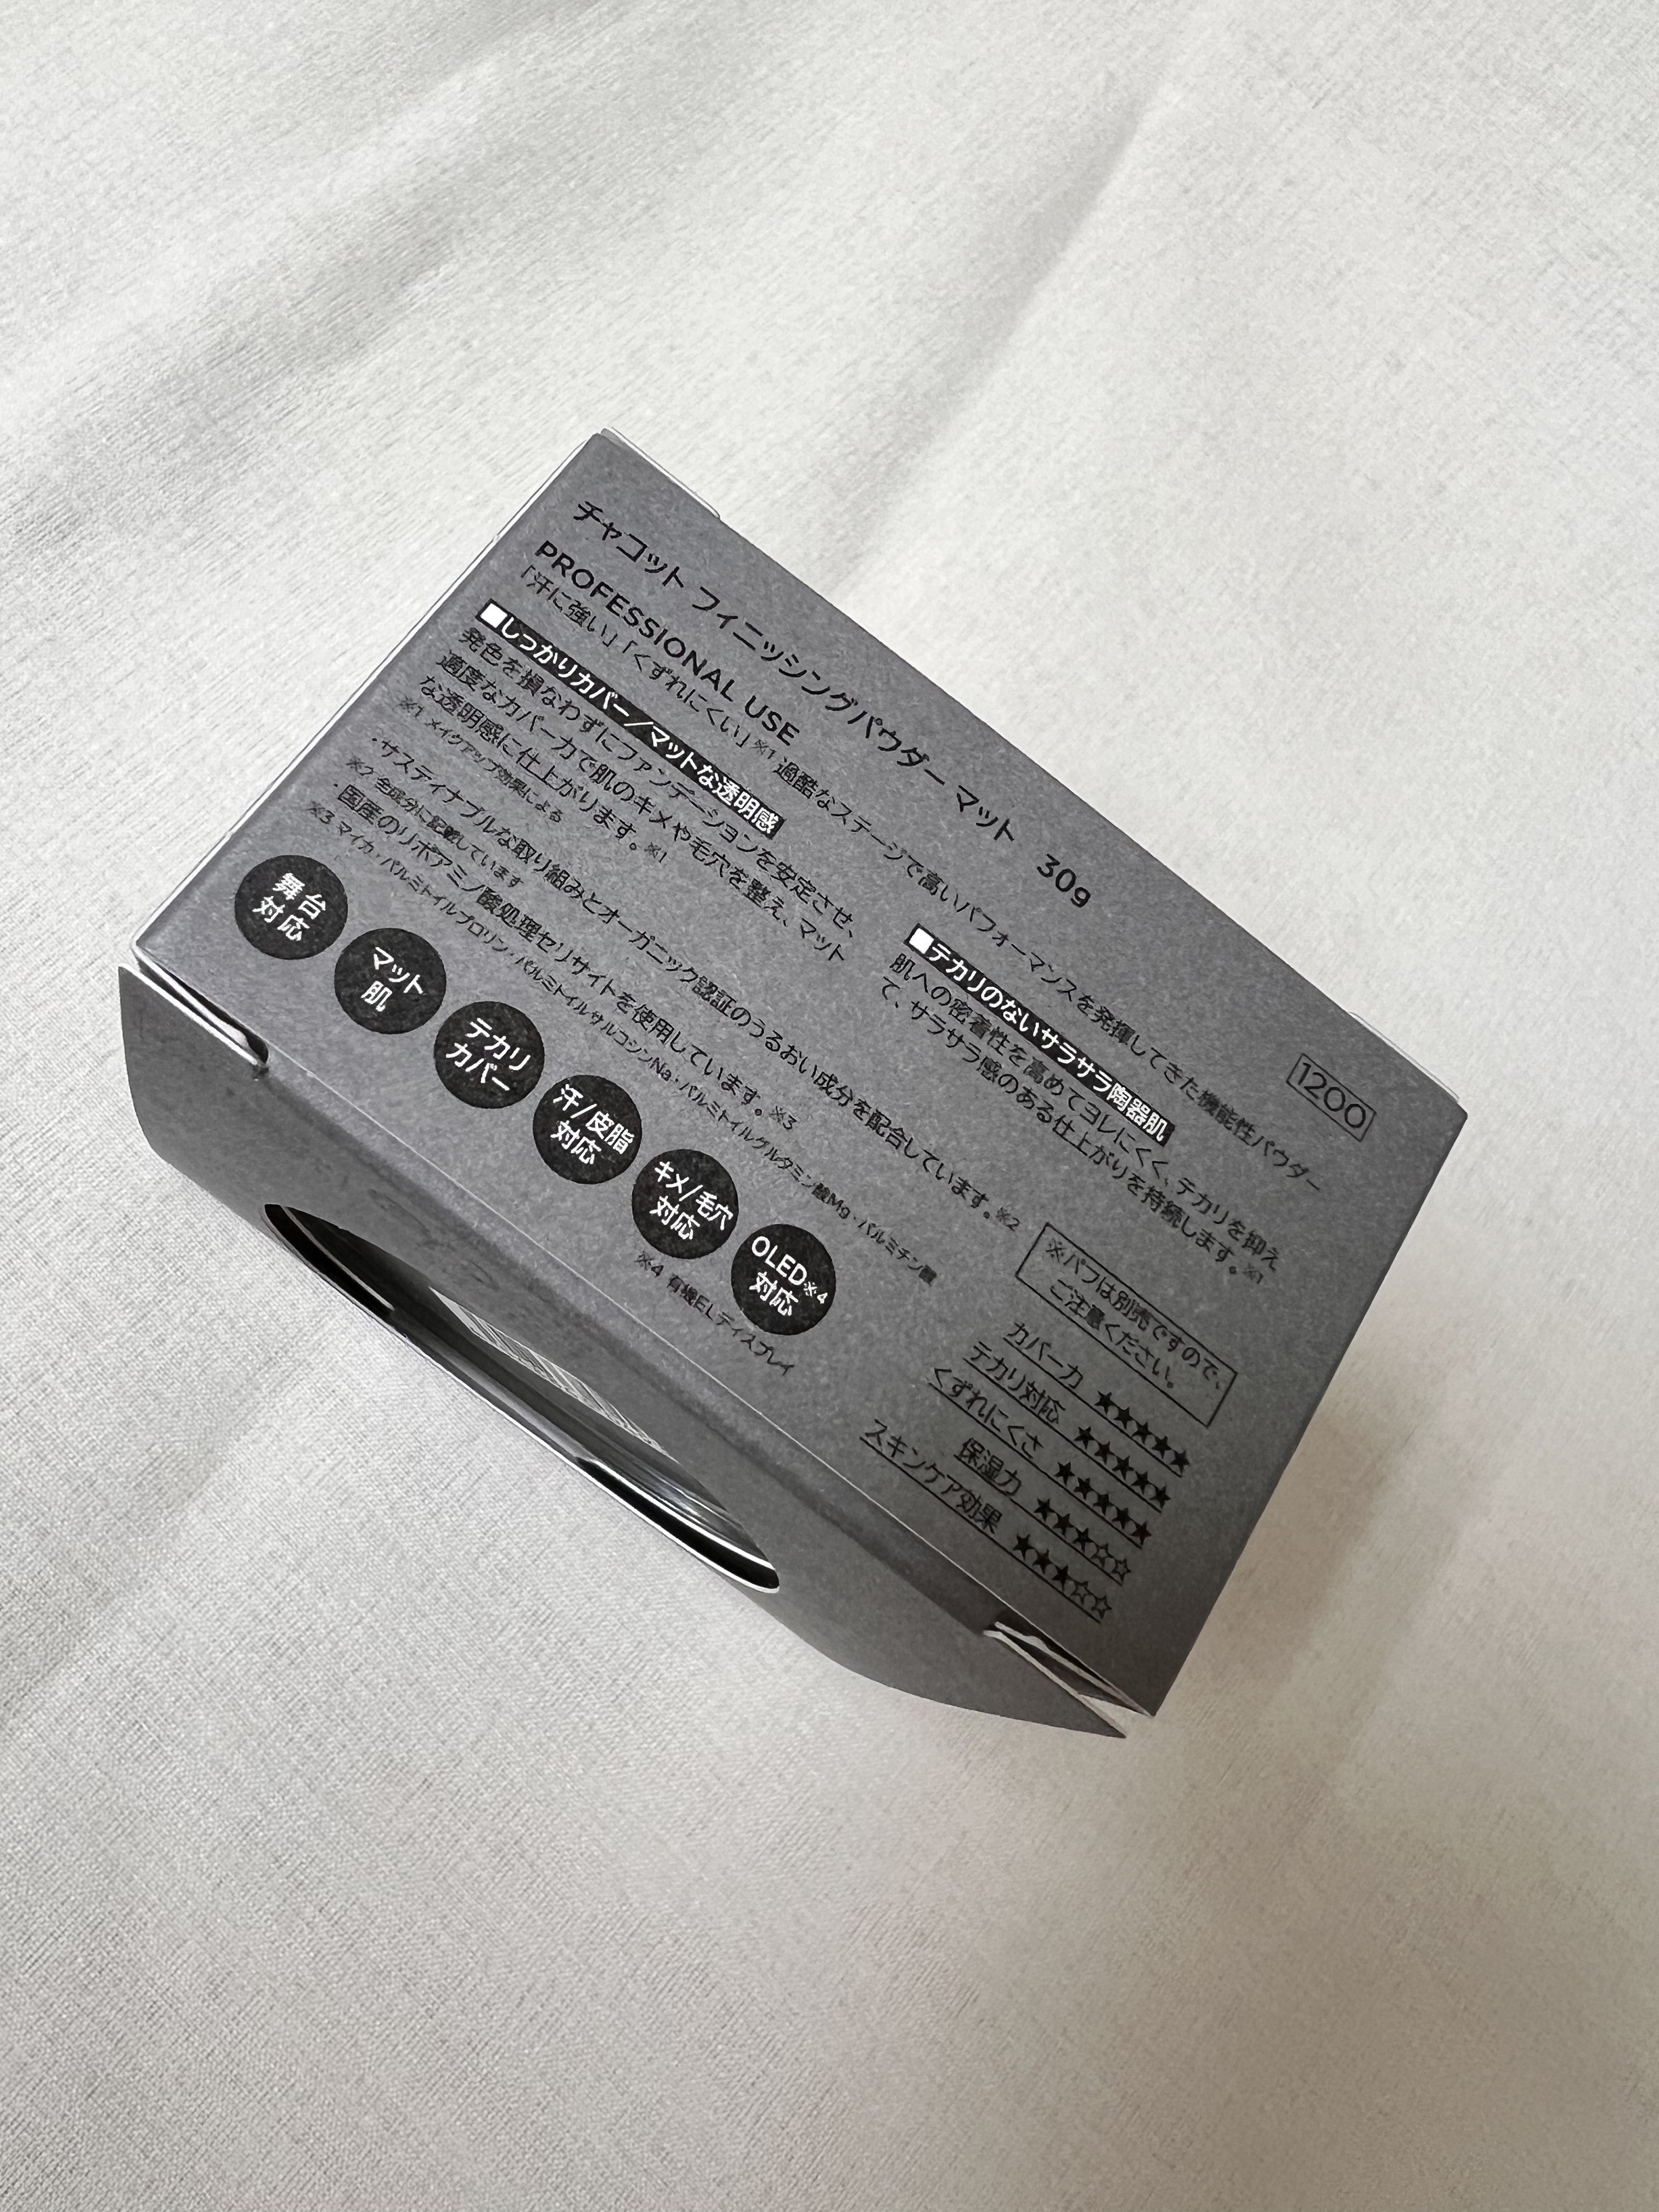 チャコット フィニッシングパウダー マット 30g
1200
PROFESSIONAL USE
「汗に強い」「くずれにくい」※1 過酷なステージで高いパフォーマンスを発揮してきた機能性パウダー
■しっかりカバー/マットな透明感
発色を損なわずにファンデーションを安定させ、
適度なカバー力で肌のキメや毛穴を整え、マット
な透明感に仕上がります。※1
■テカリのないサラサラ陶器肌
肌への密着性を高めてヨレにくく、テカリを抑え
て、サラサラ感のある仕上がりを持続します。※1
※1 メイクアップ効果による
・サスティナブルな取り組みとオーガニック認証のうるおい成分を配合しています。※2
※2 全成分に記載しています
・国産のリポアミノ酸処理セリサイトを使用しています。※3
※3 マイカ・パルミトイルプロリン・パルミトイルサルコシンNa・パルミトイルグルタミン酸Mg・パルミチン酸
※パフは別売ですので、
ご注意ください。
舞台
対応
マット
肌
テカリ
カバー
汗/皮脂
対応
キメ/毛穴
対応
OLED※4
対応
※4 有機ELディスプレイ
カバー力 ★★★★★
テカリ対応 ★★★★★
くずれにくさ ★★★★★
保湿力 ★★★☆☆
スキンケア効果 ★★★☆☆